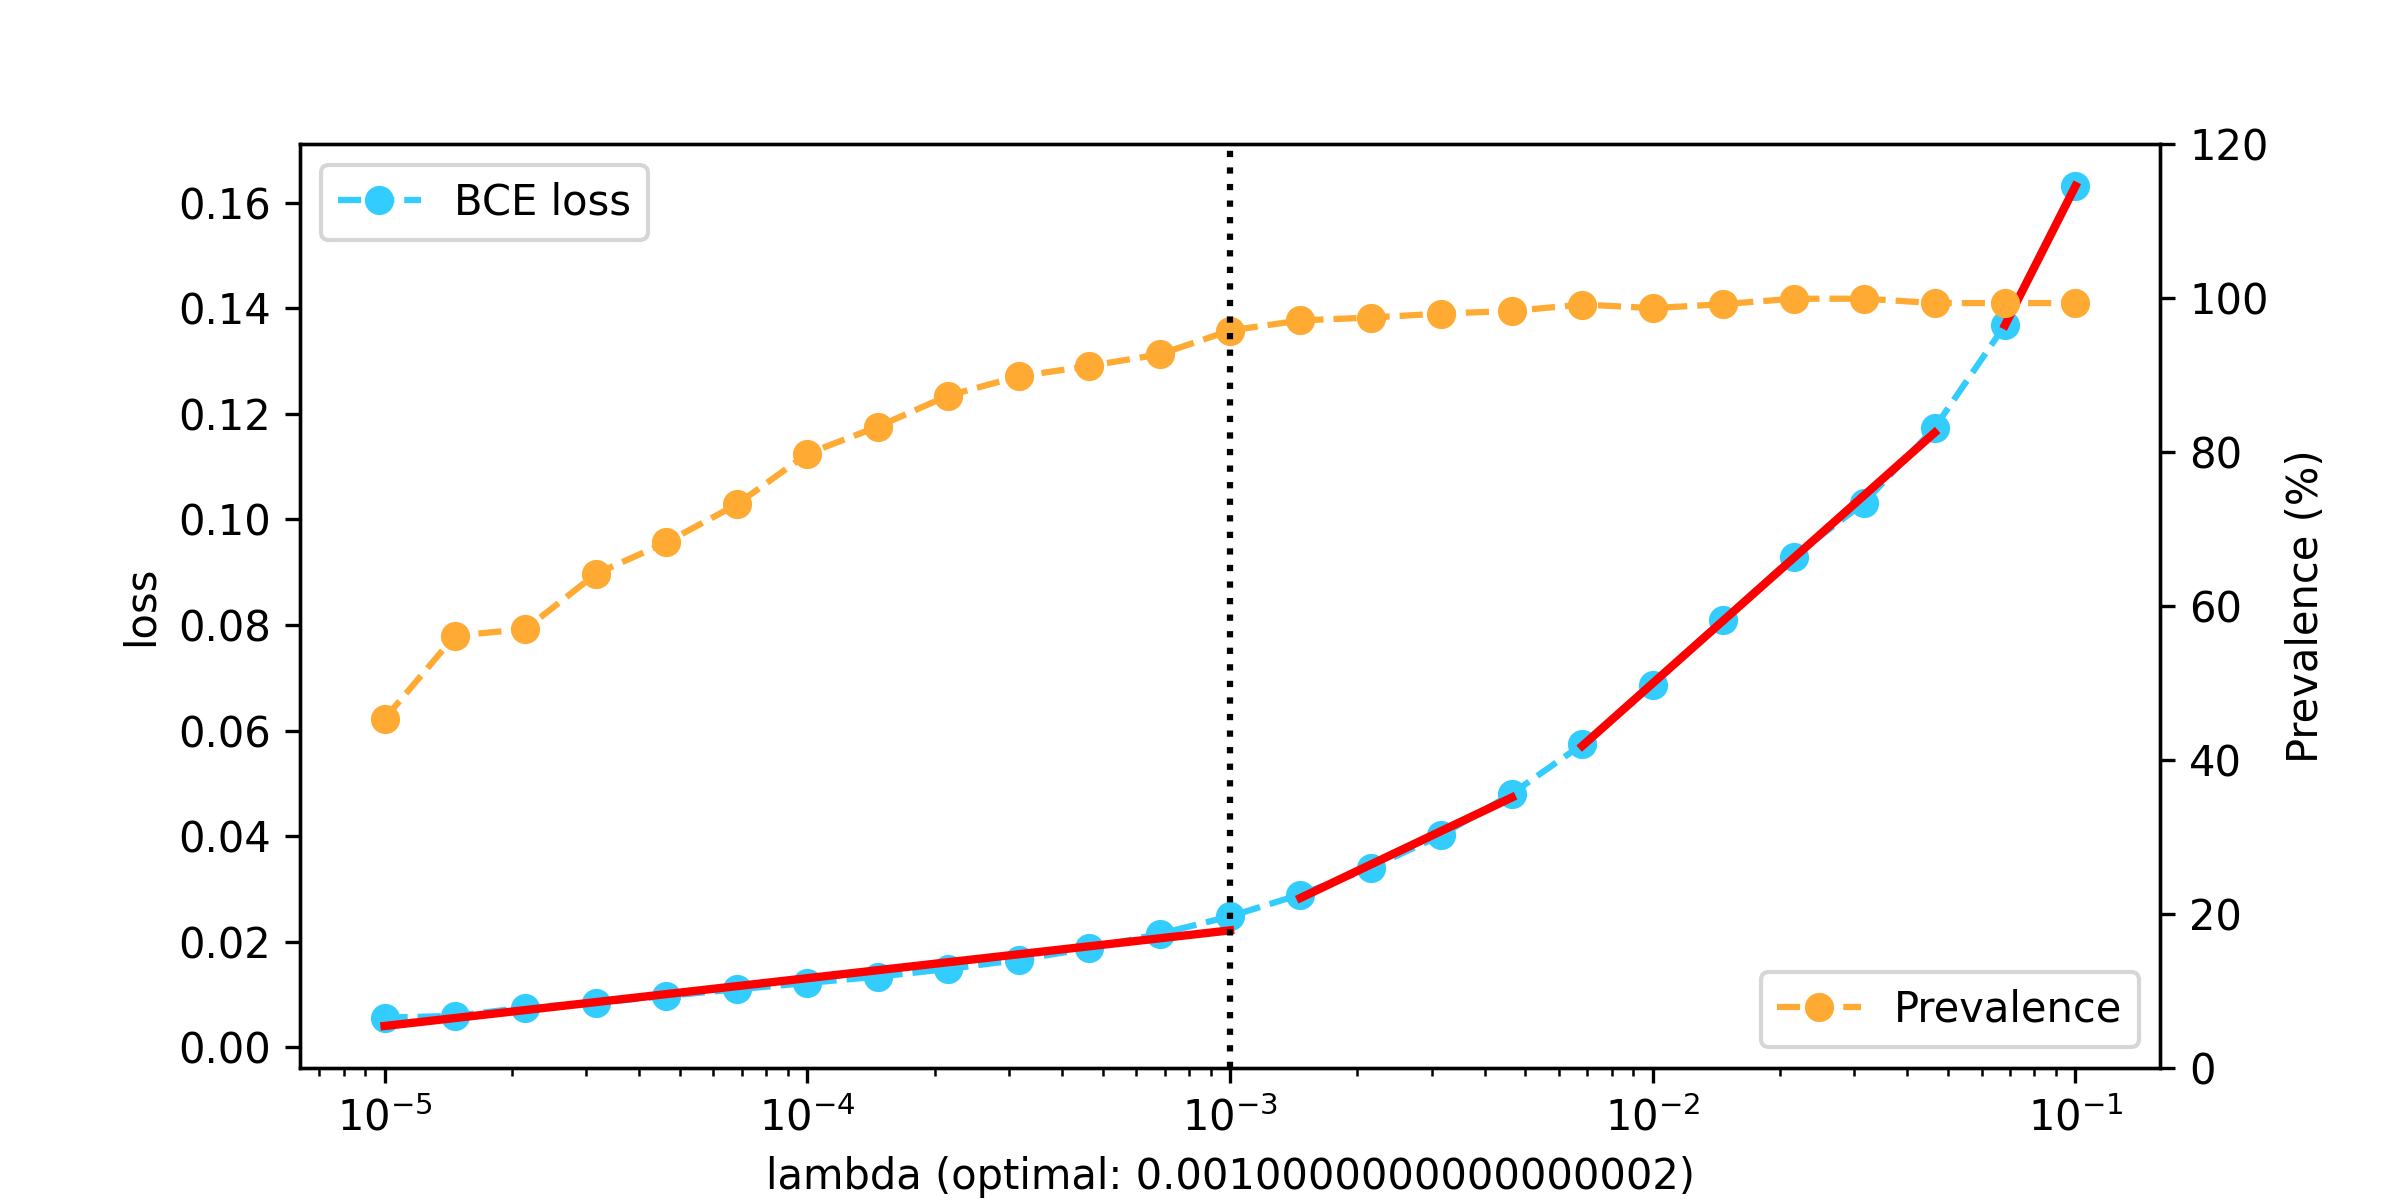 BCE loss
Prevalence
loss
0.16
0.14
0.12
0.10
0.08
0.06
0.04
0.02
0.00
120
100
80
60
40
20
0
Prevalence (%)
10⁻⁵ 10⁻⁴ 10⁻³ 10⁻² 10⁻¹
lambda (optimal: 0.0010000000000000002)